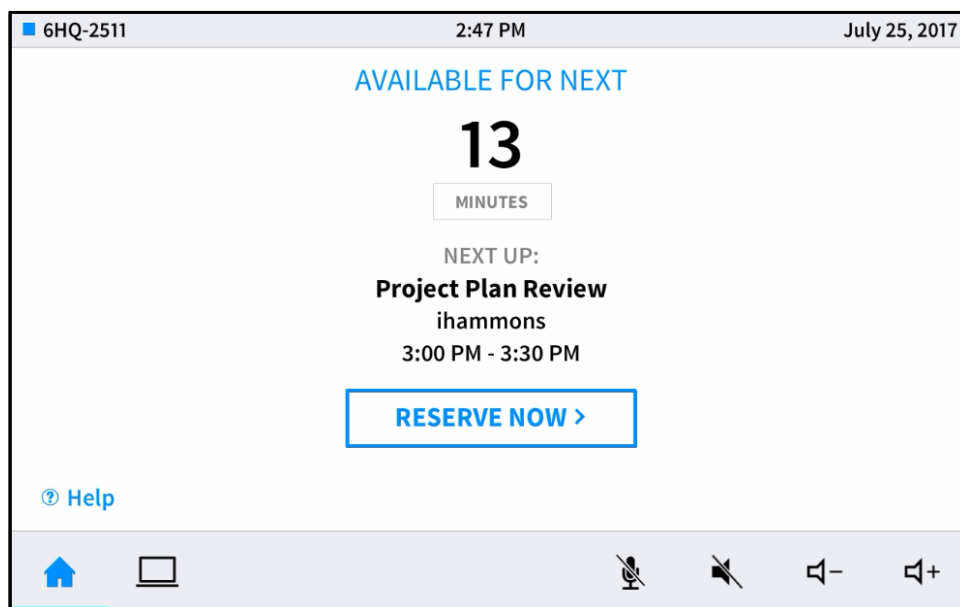 6HQ-2511 2:47 PM July 25, 2017
AVAILABLE FOR NEXT
13
MINUTES
NEXT UP:
Project Plan Review
ihammons
3:00 PM - 3:30 PM
RESERVE NOW >
? Help